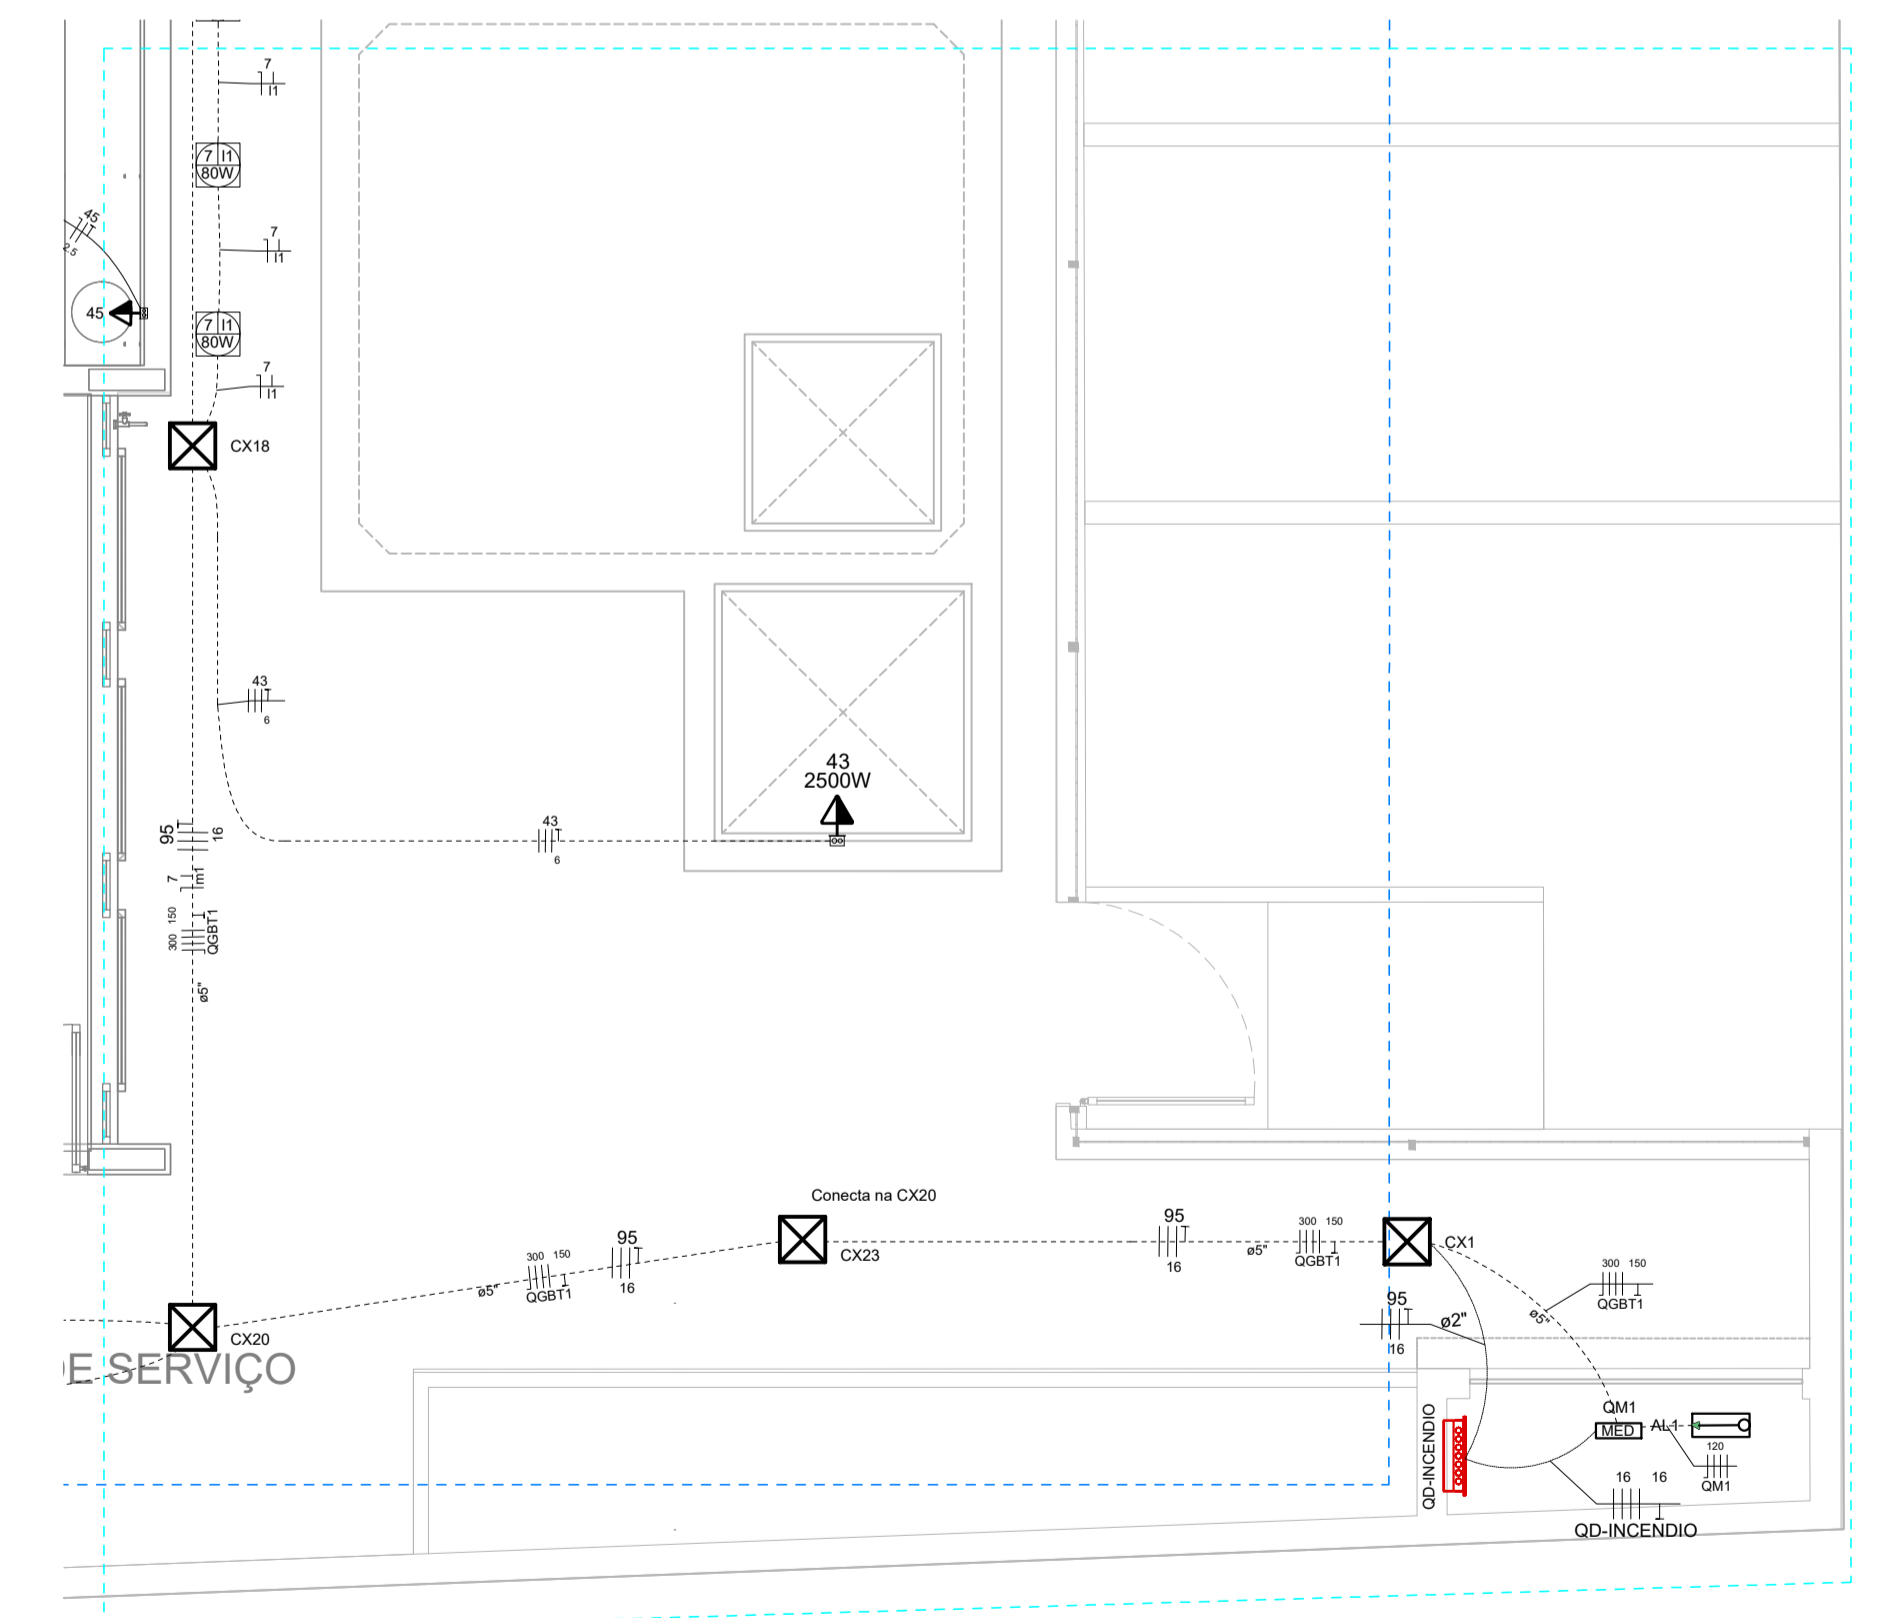 7
I1
7 I1
80W
45
2.5
7
I1
45
7 I1
80W
7
I1
CX18
43
6
43
2500W
95
16
43
6
7
m1
300 150
QGBT1
ø5"
Conecta na CX20
95
16
300 150
QGBT1
ø5"
CX23
95
16
ø5"
300 150
QGBT1
CX1
300 150
QGBT1
ø5"
95
16
ø2"
CX20
DE SERVIÇO
QD-INCENDIO
QM1
MED
AL1
120
QM1
16 16
QD-INCENDIO